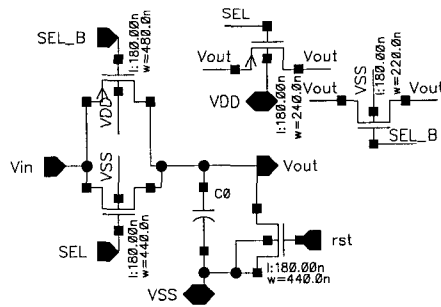 SEL_B
l:180.00n
w=480.0n
VDD
Vin
VSS
SEL
l:180.00n
w=440.0n
SEL
Vout
Vout
VDD
l:180.00n
w=240.0n
VSS
l:180.00n
w=220.0n
Vout
Vout
SEL_B
Vout
C0
rst
l:180.00n
w=440.0n
VSS